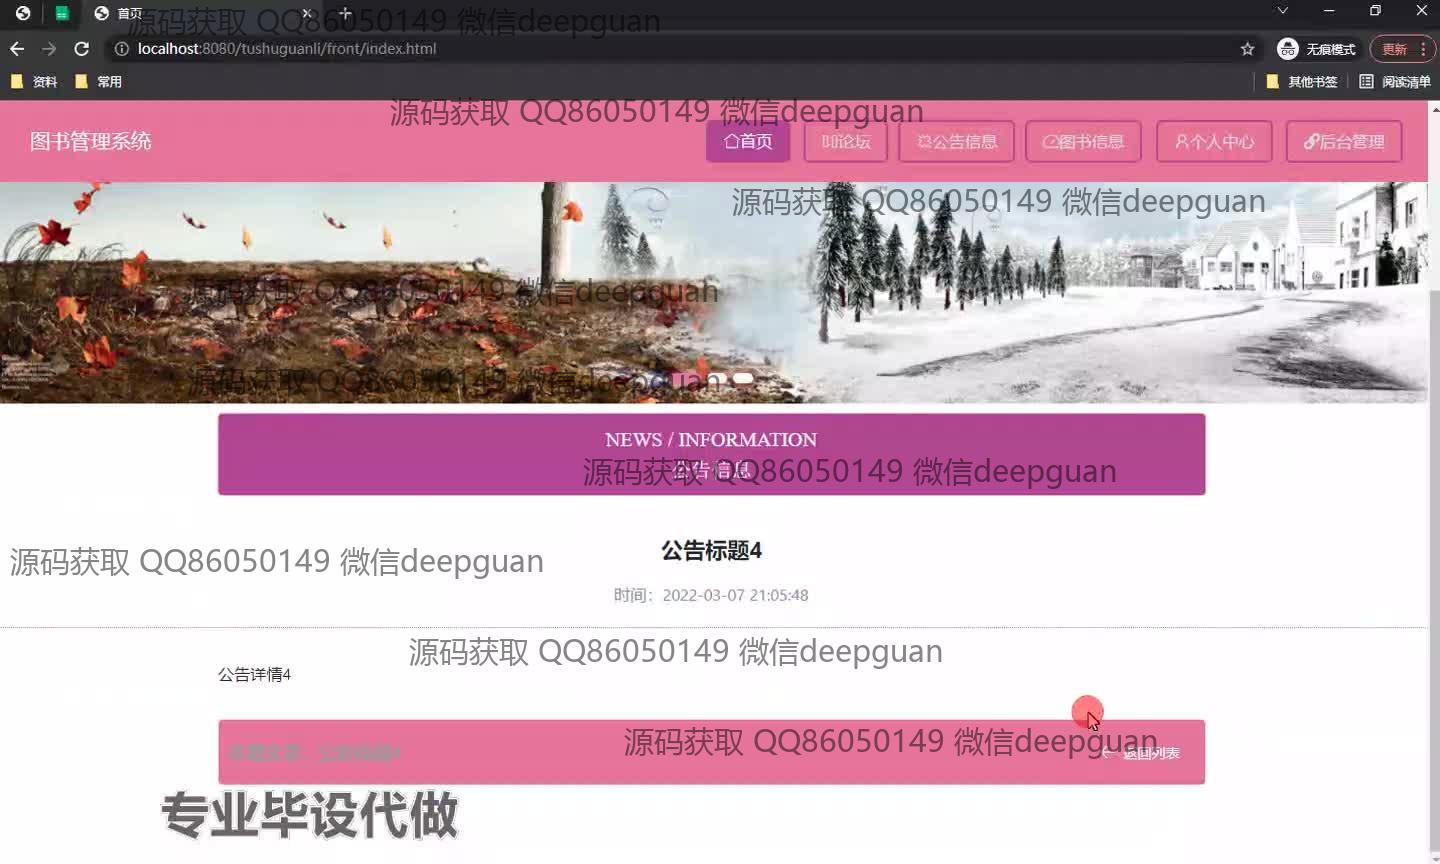 首页
源码获取 QQ86050149 微信deepguan
localhost:8080/tushuguanli/front/index.html
无痕模式
更新
资料
常用
其他书签
阅读清单
源码获取 QQ86050149 微信deepguan
图书管理系统
首页
论坛
公告信息
图书信息
个人中心
后台管理
源码获取 QQ86050149 微信deepguan
源码获取 QQ86050149 微信deepguan
源码获取 QQ86050149 微信deepguan
NEWS / INFORMATION
公告信息
源码获取 QQ86050149 微信deepguan
公告标题4
源码获取 QQ86050149 微信deepguan
时间：2022-03-07 21:05:48
源码获取 QQ86050149 微信deepguan
公告详情4
源码获取 QQ86050149 微信deepguan
返回列表
专业毕设代做